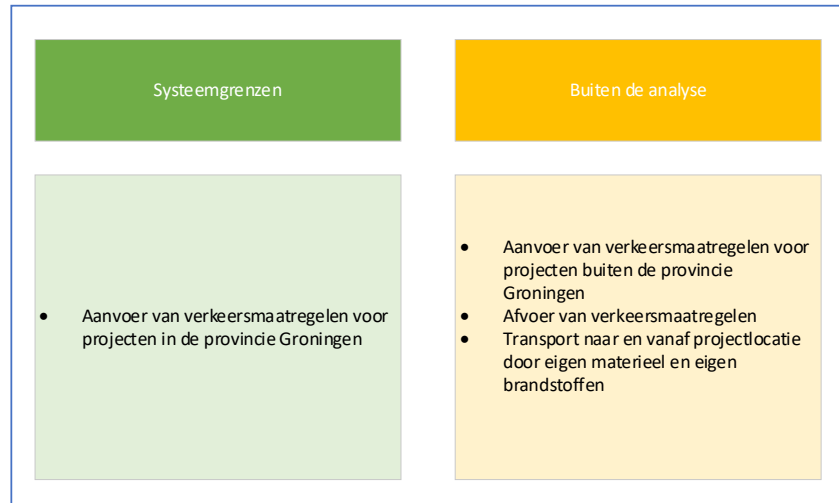 Systeemgrenzen
Buiten de analyse
• Aanvoer van verkeersmaatregelen voor
projecten in de provincie Groningen
• Aanvoer van verkeersmaatregelen voor
projecten buiten de provincie
Groningen
• Afvoer van verkeersmaatregelen
• Transport naar en vanaf projectlocatie
door eigen materieel en eigen
brandstoffen